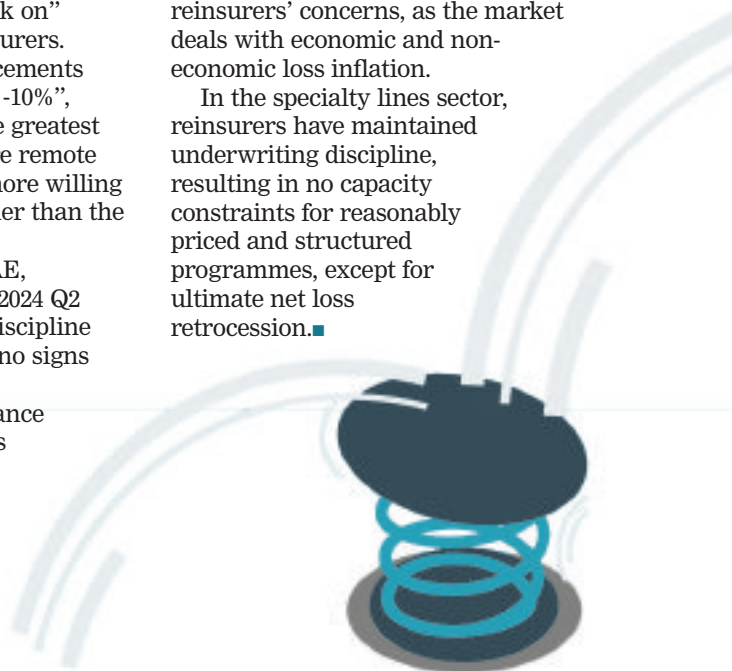 k on”
urers.
cements
-10%”,
e greatest
e remote
nore willing
er than the
AE,
2024 Q2
discipline
no signs
ance
s
reinsurers’ concerns, as the market
deals with economic and non-
economic loss inflation.
In the specialty lines sector,
reinsurers have maintained
underwriting discipline,
resulting in no capacity
constraints for reasonably
priced and structured
programmes, except for
ultimate net loss
retrocession.■